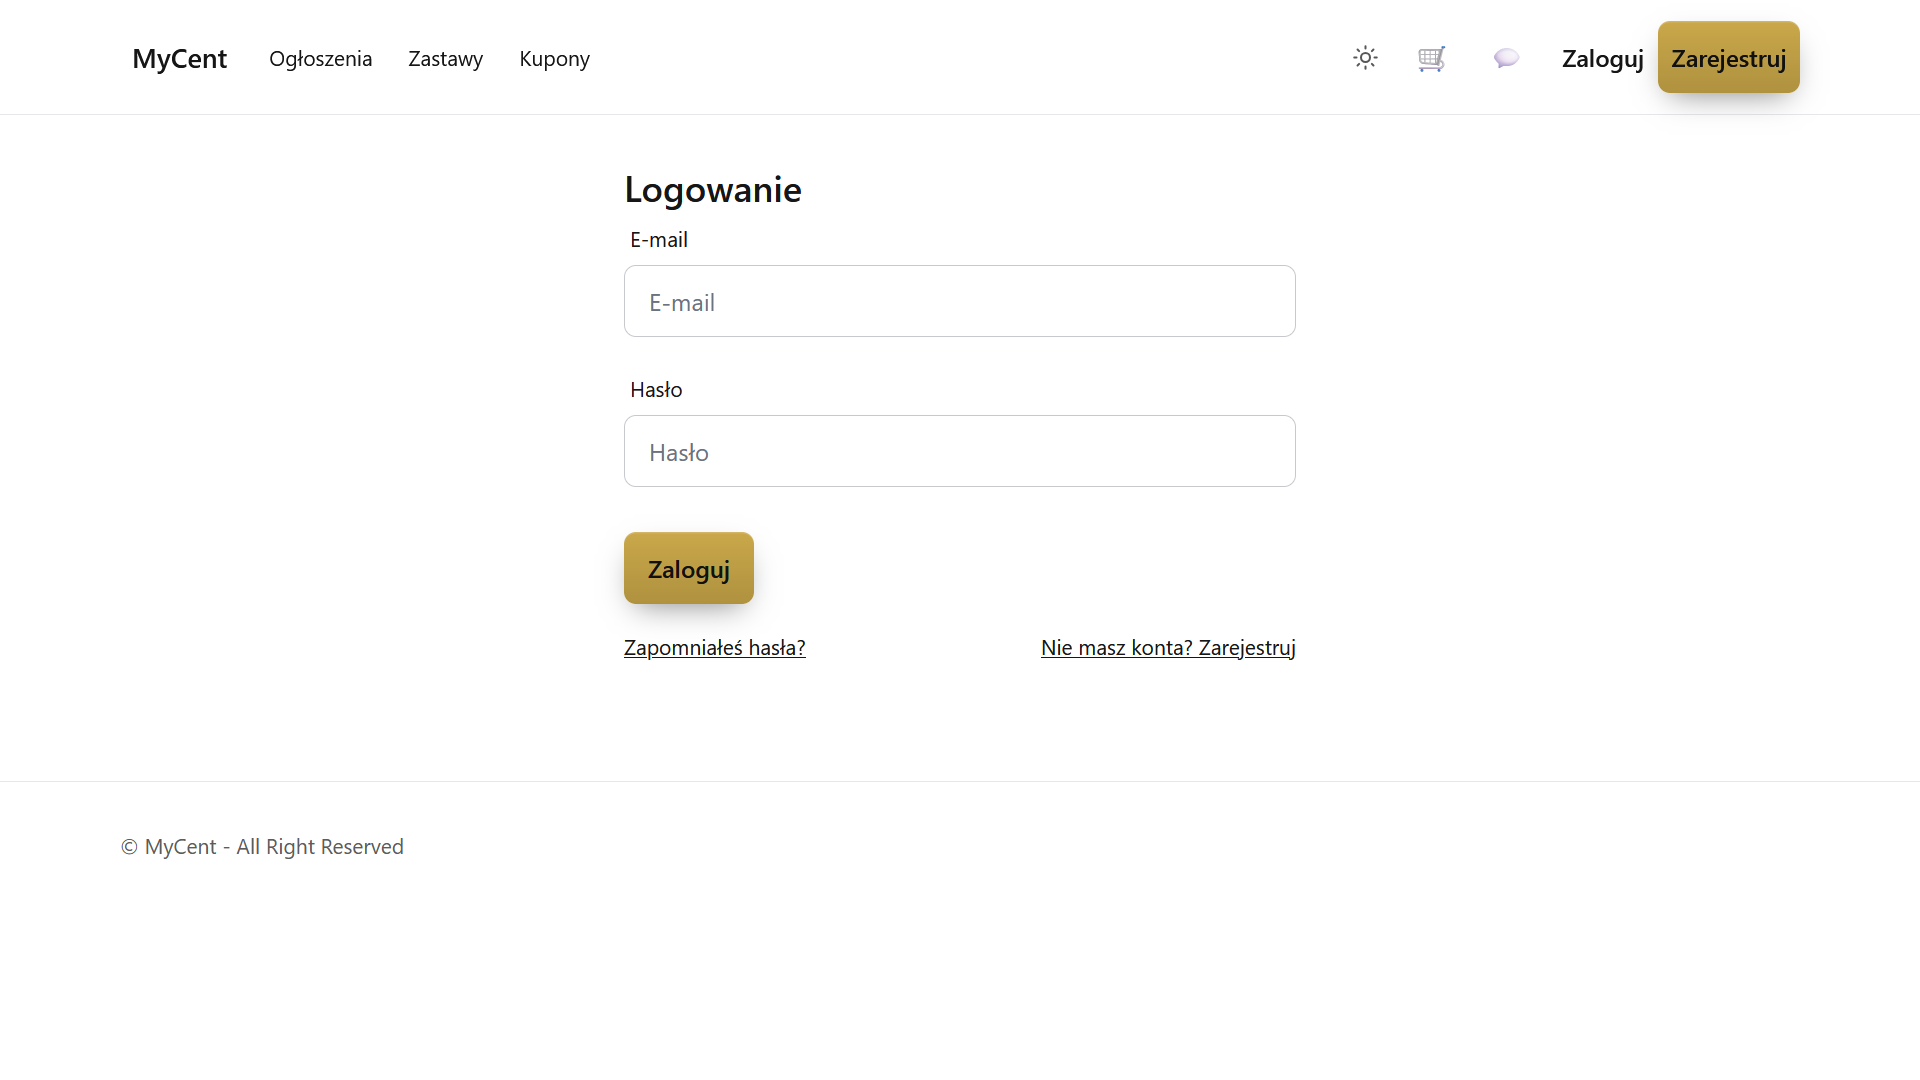 MyCent Ogłoszenia Zastawy Kupony Zaloguj Zarejestruj
Logowanie
E-mail
E-mail
Hasło
Hasło
Zaloguj
Zapomniałeś hasła? Nie masz konta? Zarejestruj
© MyCent - All Right Reserved